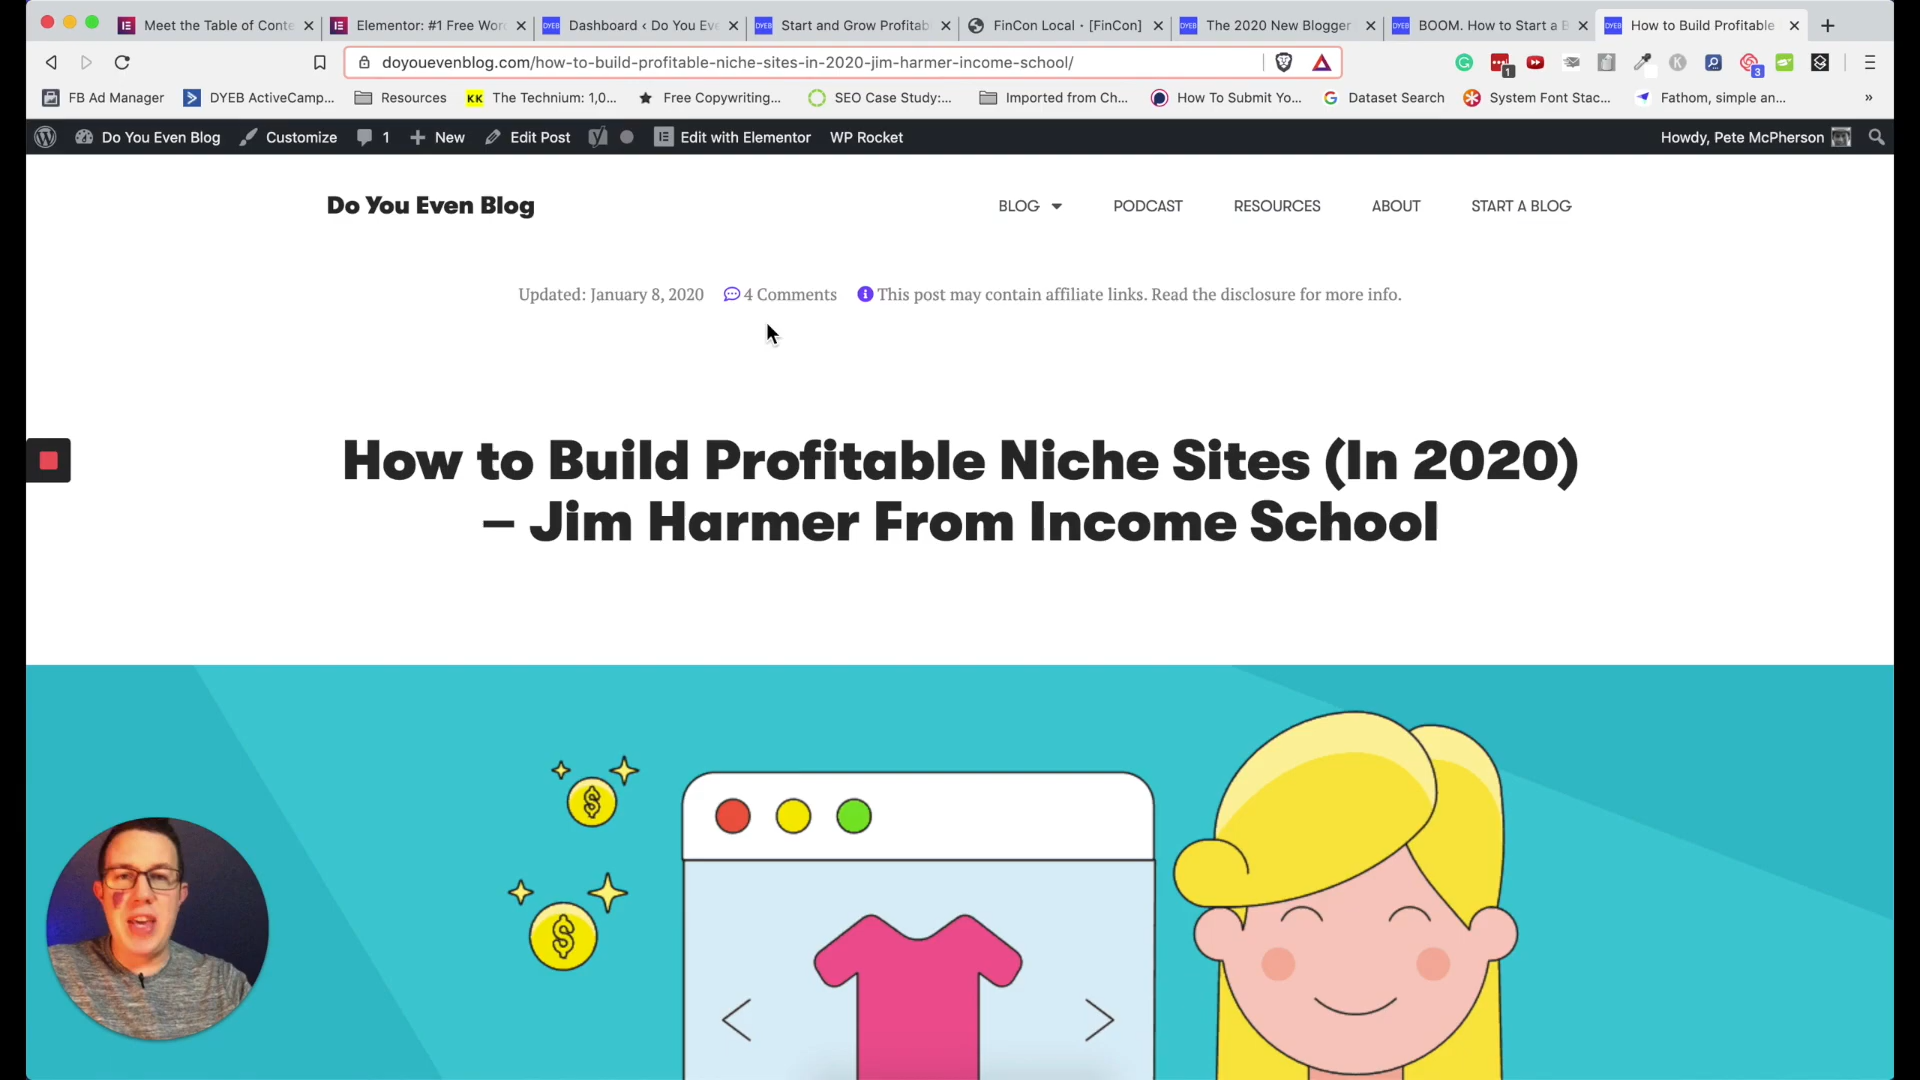 Meet the Table of Conte
Elementor: #1 Free Wor
Dashboard ‹ Do You Eve
Start and Grow Profitab
FinCon Local - [FinCon]
The 2020 New Blogger
BOOM. How to Start a B
How to Build Profitable
doyouevenblog.com/how-to-build-profitable-niche-sites-in-2020-jim-harmer-income-school/
1
3
FB Ad Manager
DYEB ActiveCamp...
Resources
KK The Technium: 1,0...
Free Copywriting...
SEO Case Study:...
Imported from Ch...
How To Submit Yo...
Dataset Search
System Font Stac...
Fathom, simple an...
»
Do You Even Blog
Customize
1
New
Edit Post
Edit with Elementor
WP Rocket
Howdy, Pete McPherson
Do You Even Blog
BLOG
PODCAST
RESOURCES
ABOUT
START A BLOG
Updated: January 8, 2020
4 Comments
This post may contain affiliate links. Read the disclosure for more info.
How to Build Profitable Niche Sites (In 2020)
– Jim Harmer From Income School
$
$